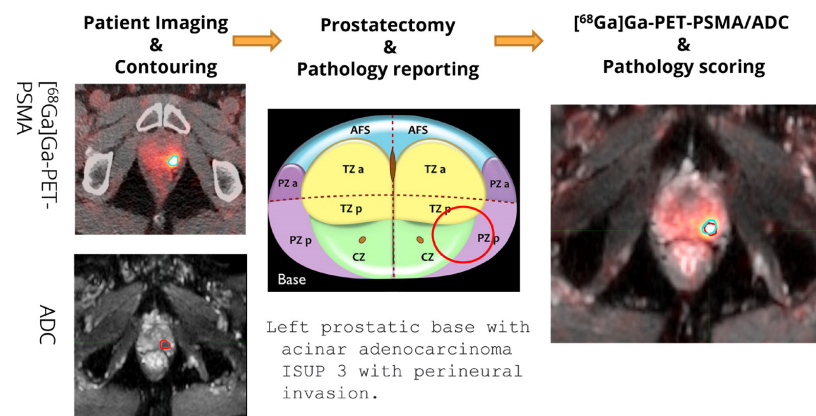 Patient Imaging
&
Contouring
Prostatectomy
&
Pathology reporting
[⁶⁸Ga]Ga-PET-PSMA/ADC
&
Pathology scoring
[⁶⁸Ga]Ga-PET-
PSMA
ADC
AFS AFS
TZ a TZ a
PZ a PZ a
TZ p TZ p
PZ p PZ p
CZ CZ
Base
Left prostatic base with
acinar adenocarcinoma
ISUP 3 with perineural
invasion.